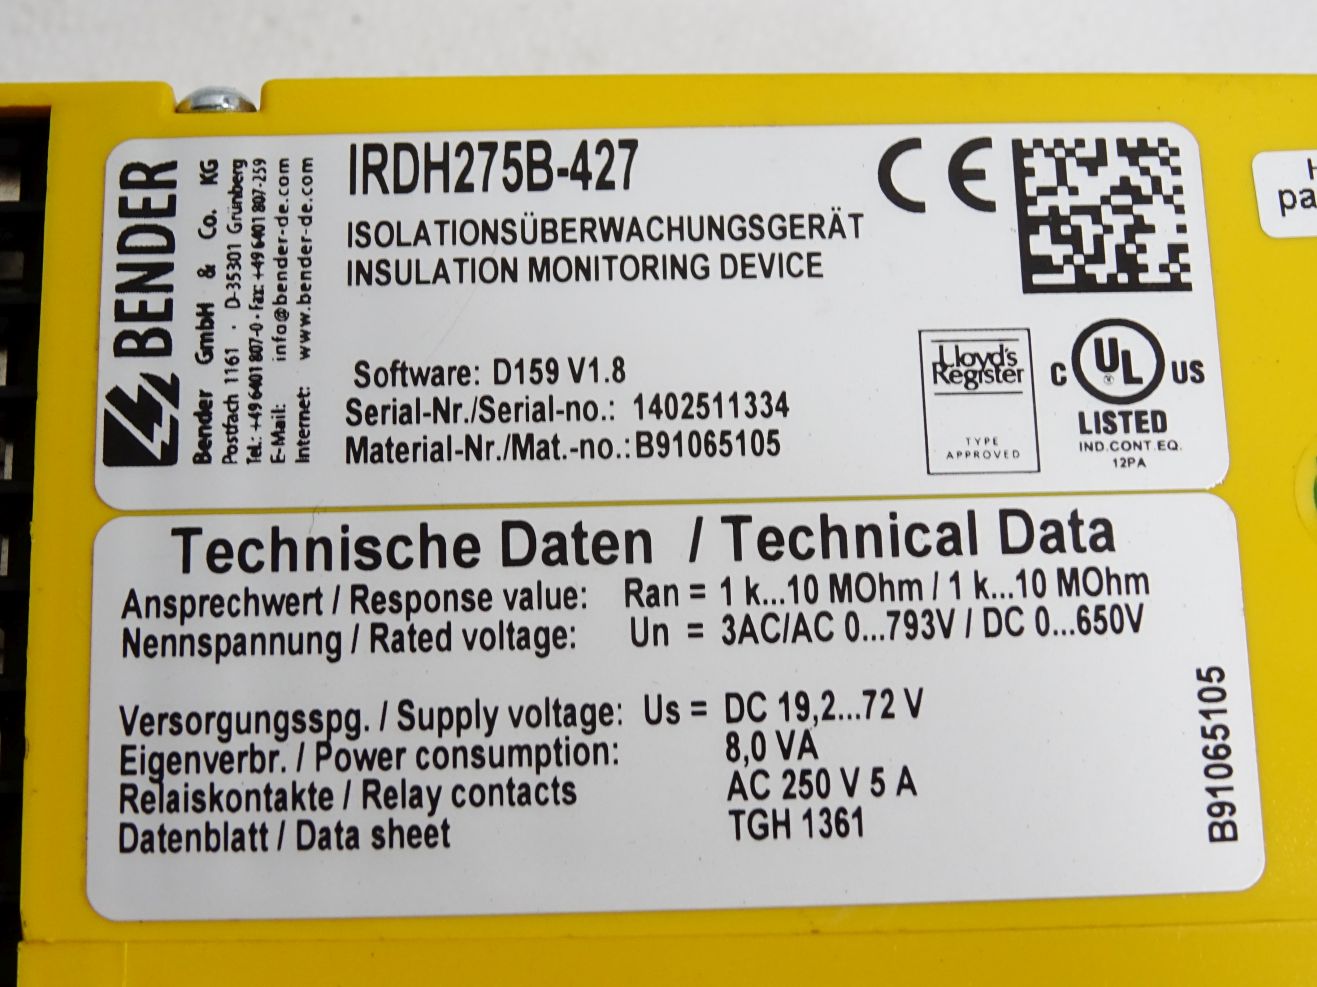 BENDER
Bender GmbH & Co. KG
Postfach 1161 · D-35301 Grünberg
Tel.: +49 6401 807-0 · Fax: +49 6401 807-259
E-Mail: info@bender-de.com
Internet: www.bender-de.com
IRDH275B-427
ISOLATIONSÜBERWACHUNGSGERÄT
INSULATION MONITORING DEVICE
Software: D159 V1.8
Serial-Nr./Serial-no.: 1402511334
Material-Nr./Mat.-no.: B91065105
CE
Lloyd's
Register
TYPE
APPROVED
C UL US
LISTED
IND.CONT.EQ.
12PA
H
pa
Technische Daten / Technical Data
Ansprechwert / Response value: Ran = 1 k...10 MOhm / 1 k...10 MOhm
Nennspannung / Rated voltage: Un = 3AC/AC 0...793V / DC 0...650V
Versorgungsspg. / Supply voltage: Us = DC 19,2...72 V
Eigenverbr. / Power consumption: 8,0 VA
Relaiskontakte / Relay contacts AC 250 V 5 A
Datenblatt / Data sheet TGH 1361
B91065105